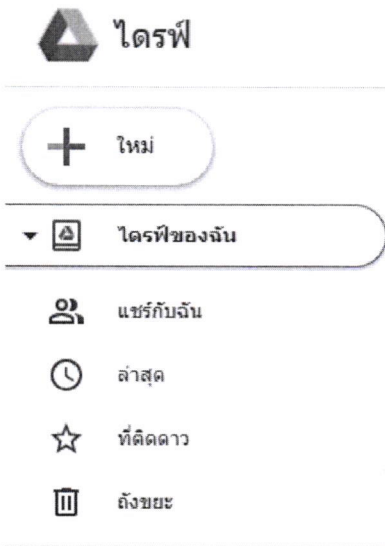 ไดรฟ์
ใหม่
ไดรฟ์ของฉัน
แชร์กับฉัน
ล่าสุด
ที่ติดดาว
ถังขยะ